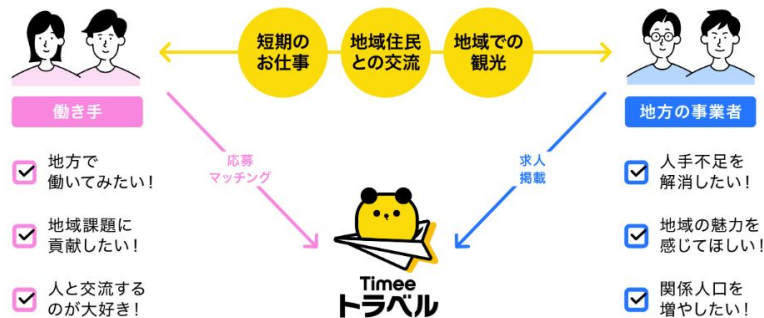 短期の
お仕事
地域住民
との交流
地域での
観光
働き手
地方の事業者
地方で
働いてみたい！
地域課題に
貢献したい！
人と交流する
のが大好き！
応募
マッチング
求人
掲載
人手不足を
解消したい！
地域の魅力を
感じてほしい！
関係人口を
増やしたい！
Timee
トラベル